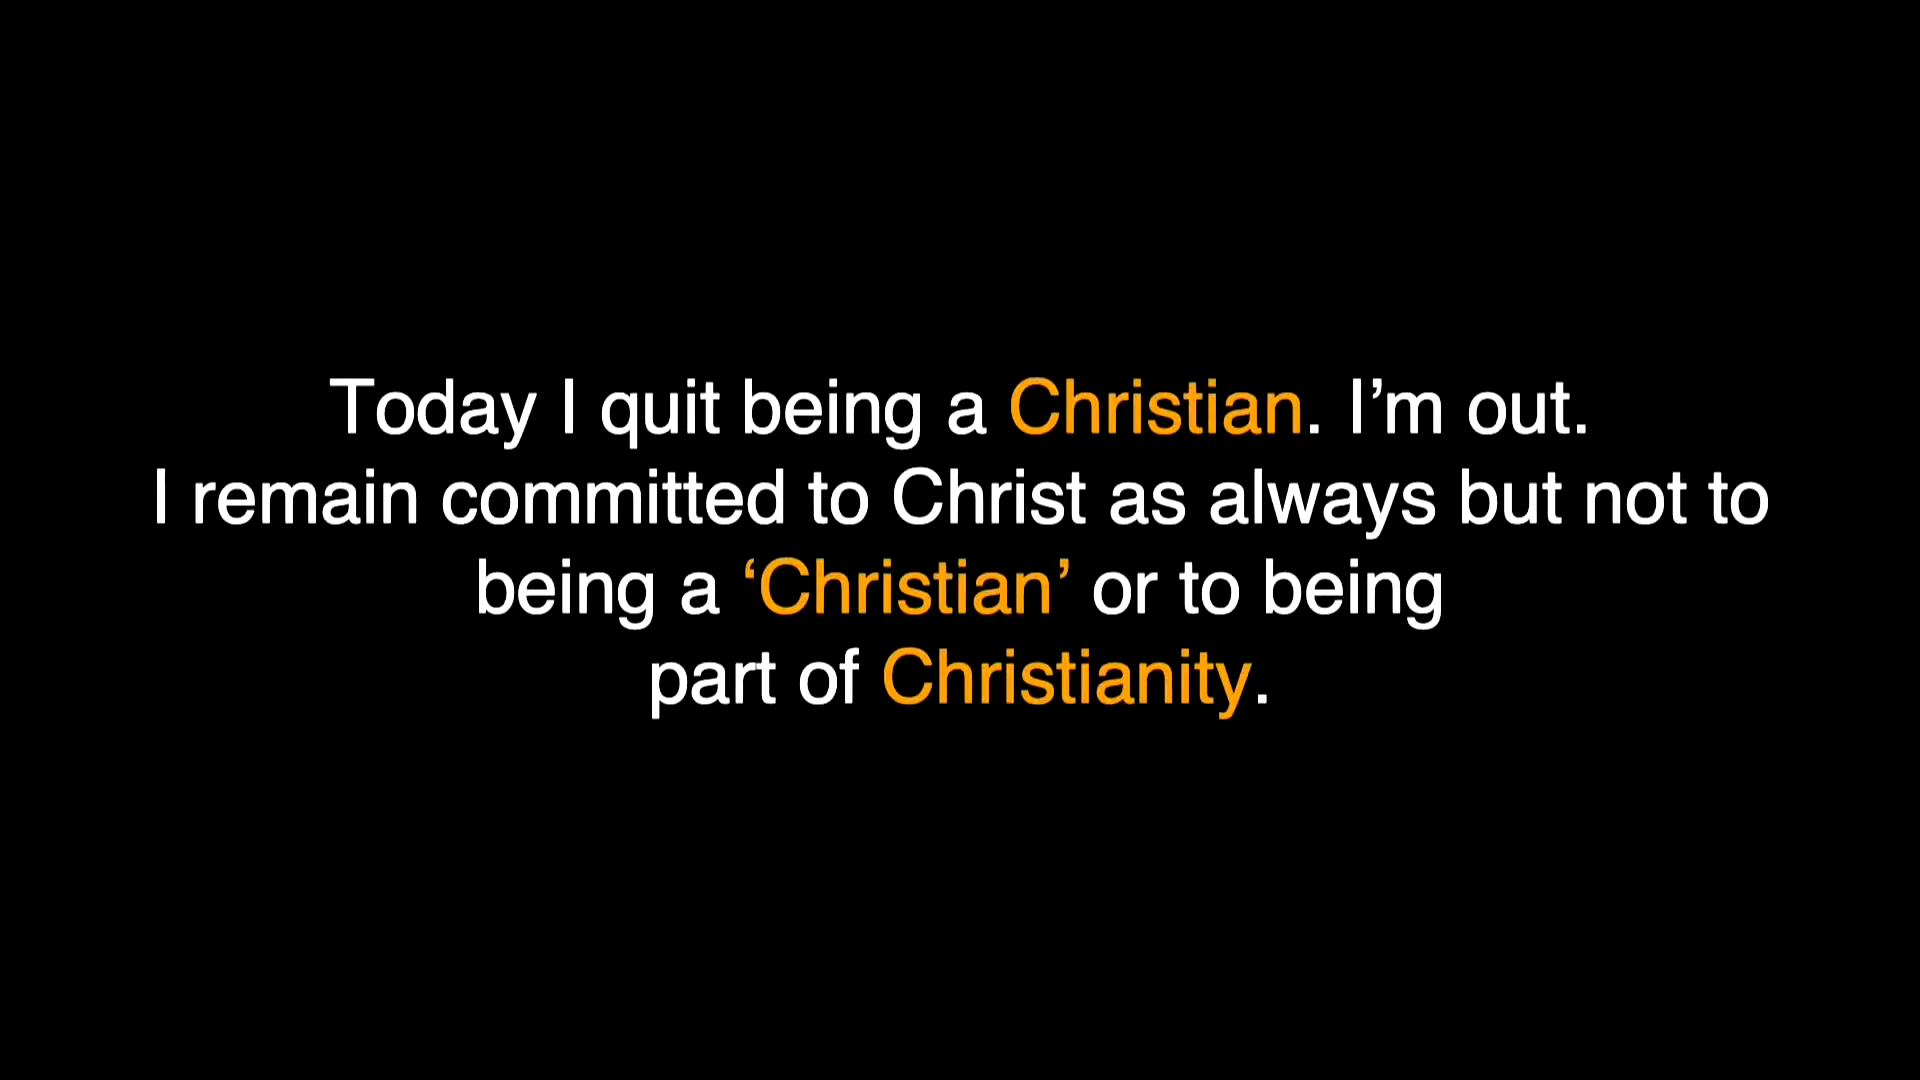 Today I quit being a Christian. I’m out.
I remain committed to Christ as always but not to
being a ‘Christian’ or to being
part of Christianity.